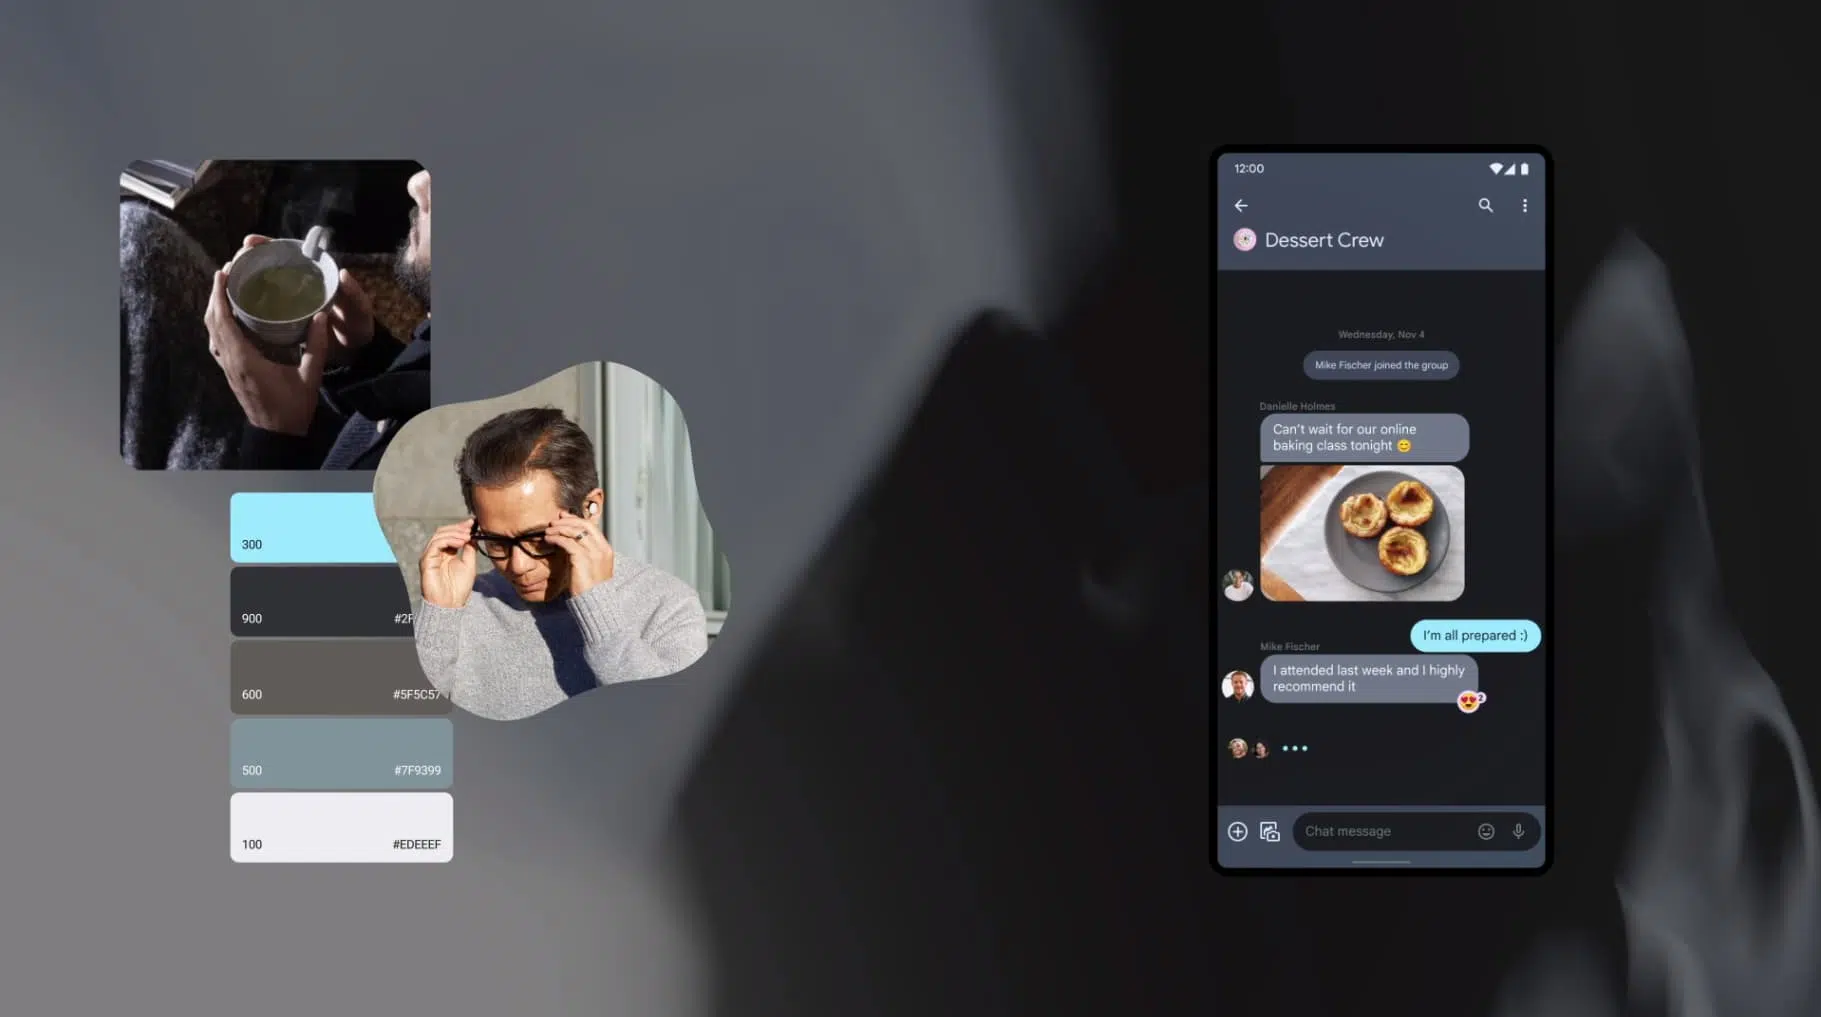 300
900
600 #5F5C57
500 #7F9399
100 #EDEEEF
12:00
Dessert Crew
Wednesday, Nov 4
Mike Fischer joined the group
Danielle Holmes
Can't wait for our online
baking class tonight 😊
I'm all prepared :)
Mike Fischer
I attended last week and I highly
recommend it
2
Chat message